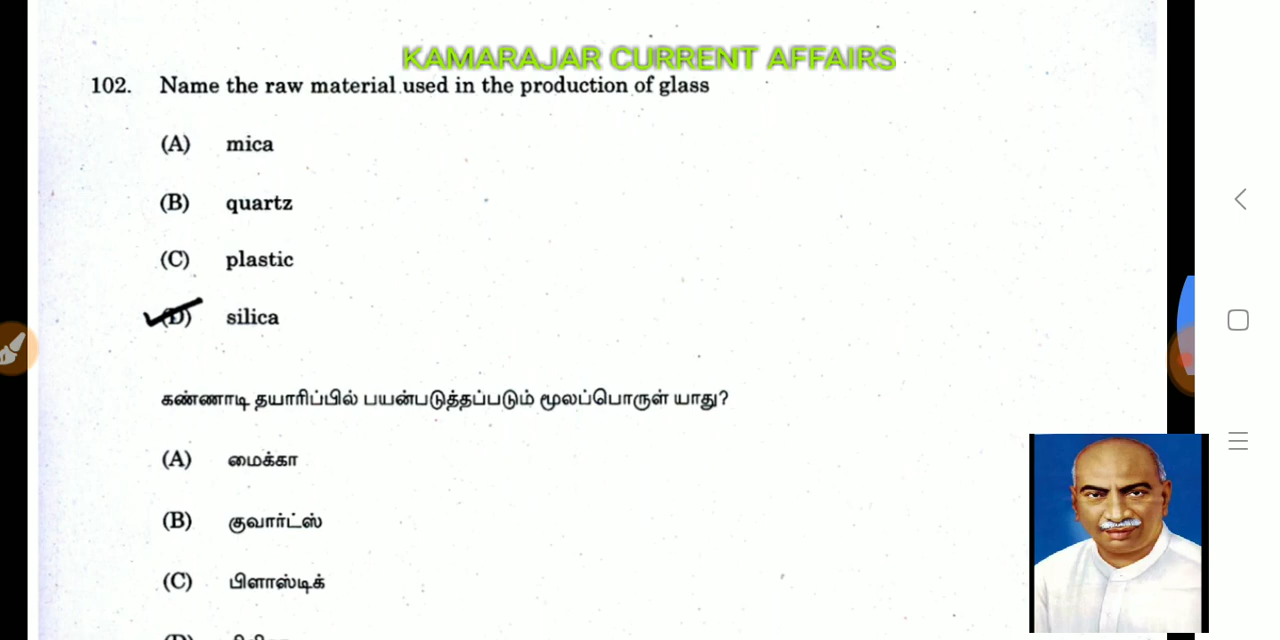 KAMARAJAR CURRENT AFFAIRS
102. Name the raw material used in the production of glass
(A) mica
(B) quartz
(C) plastic
(D) silica
கண்ணாடி தயாரிப்பில் பயன்படுத்தப்படும் மூலப்பொருள் யாது?
(A) மைக்கா
(B) குவார்ட்ஸ்
(C) பிளாஸ்டிக்